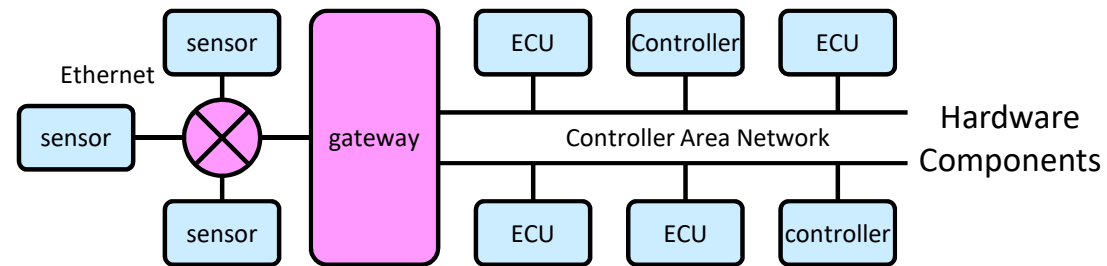 sensor
Ethernet
sensor
sensor
gateway
ECU
Controller
ECU
Controller Area Network
ECU
ECU
controller
Hardware
Components